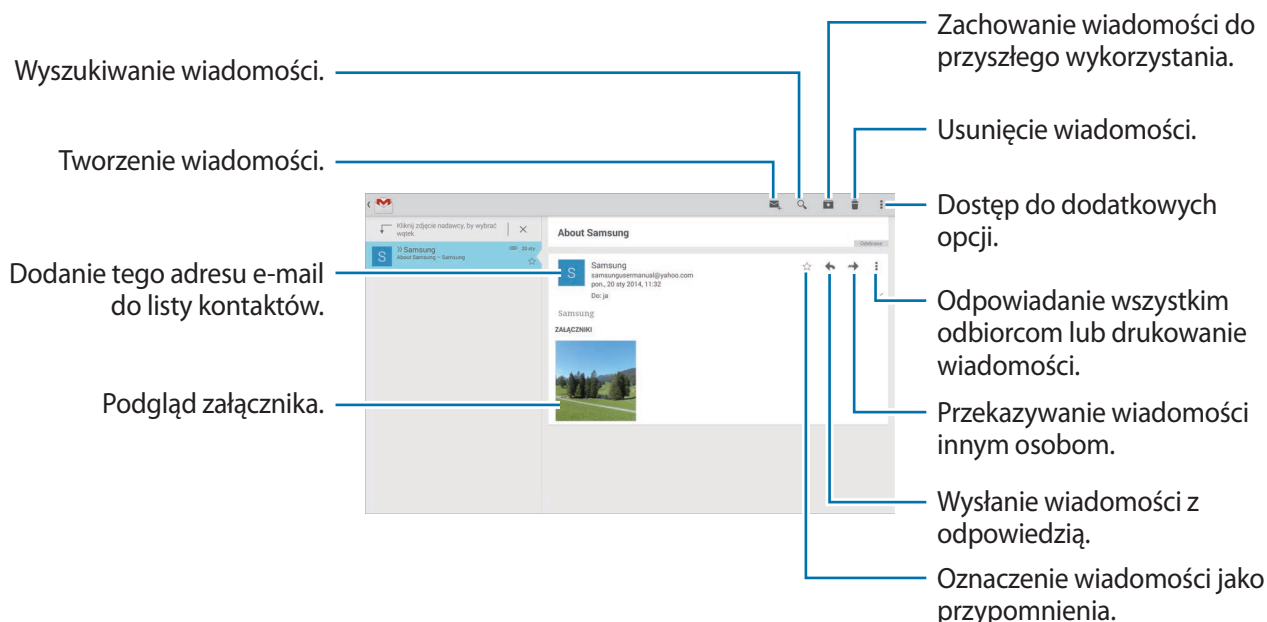 Wyszukiwanie wiadomości.
Tworzenie wiadomości.
Dodanie tego adresu e-mail
do listy kontaktów.
Podgląd załącznika.
Kliknij zdjęcie nadawcy, by wybrać
wątek
Samsung
20 sty
About Samsung – Samsung
S
About Samsung
Odebrane
S
Samsung
samsungusermanual@yahoo.com
pon., 20 sty 2014, 11:32
Do: ja
Samsung
ZAŁĄCZNIKI
Zachowanie wiadomości do
przyszłego wykorzystania.
Usunięcie wiadomości.
Dostęp do dodatkowych
opcji.
Odpowiadanie wszystkim
odbiorcom lub drukowanie
wiadomości.
Przekazywanie wiadomości
innym osobom.
Wysłanie wiadomości z
odpowiedzią.
Oznaczenie wiadomości jako
przypomnienia.